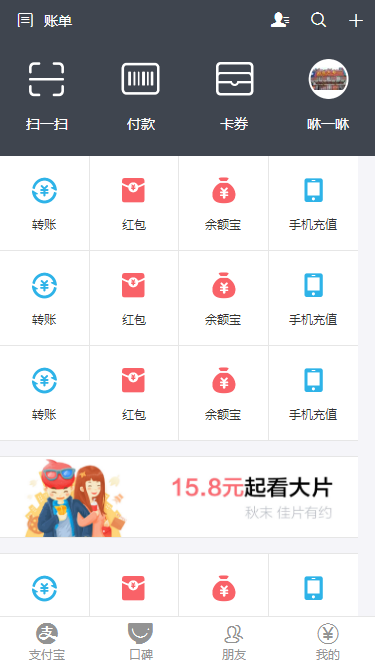 账单
扫一扫 付款 卡券 咻一咻
转账 红包 余额宝 手机充值
转账 红包 余额宝 手机充值
转账 红包 余额宝 手机充值
15.8元起看大片
秋末 佳片有约
支付宝 口碑 朋友 我的